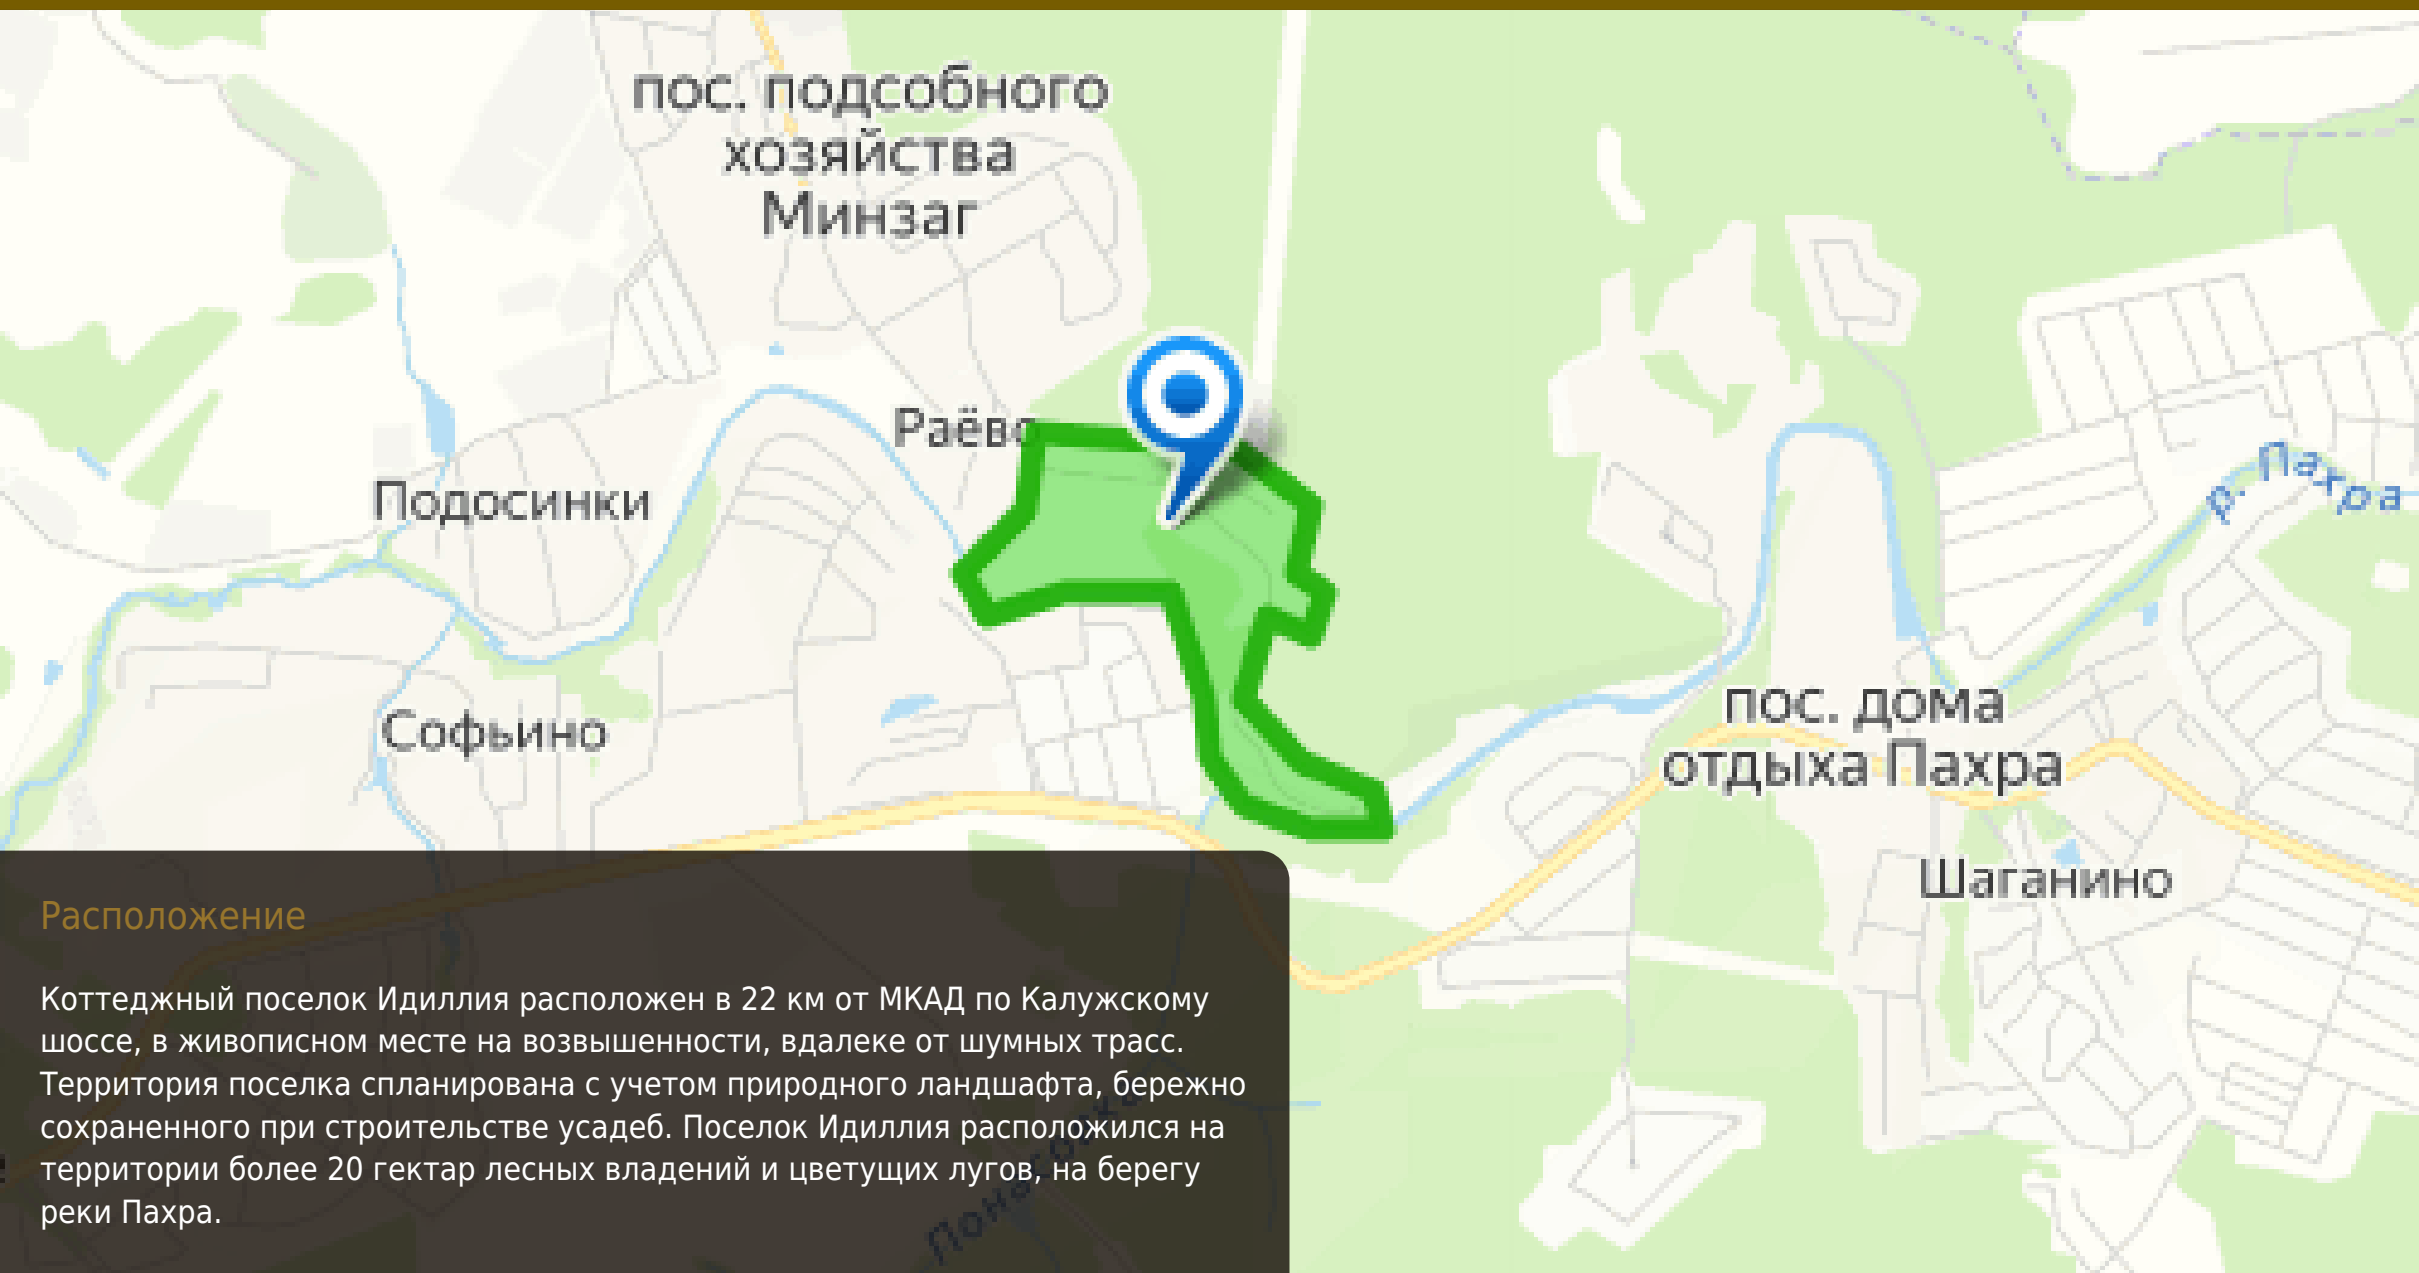 пос. подсобного
хозяйства
Минзаг
Раёво
Подосинки
р. Пахра
Софьино
пос. дома
отдыха Пахра
Шаганино
Расположение
Коттеджный поселок Идиллия расположен в 22 км от МКАД по Калужскому
шоссе, в живописном месте на возвышенности, вдалеке от шумных трасс.
Территория поселка спланирована с учетом природного ландшафта, бережно
сохраненного при строительстве усадеб. Поселок Идиллия расположился на
территории более 20 гектар лесных владений и цветущих лугов, на берегу
реки Пахра.